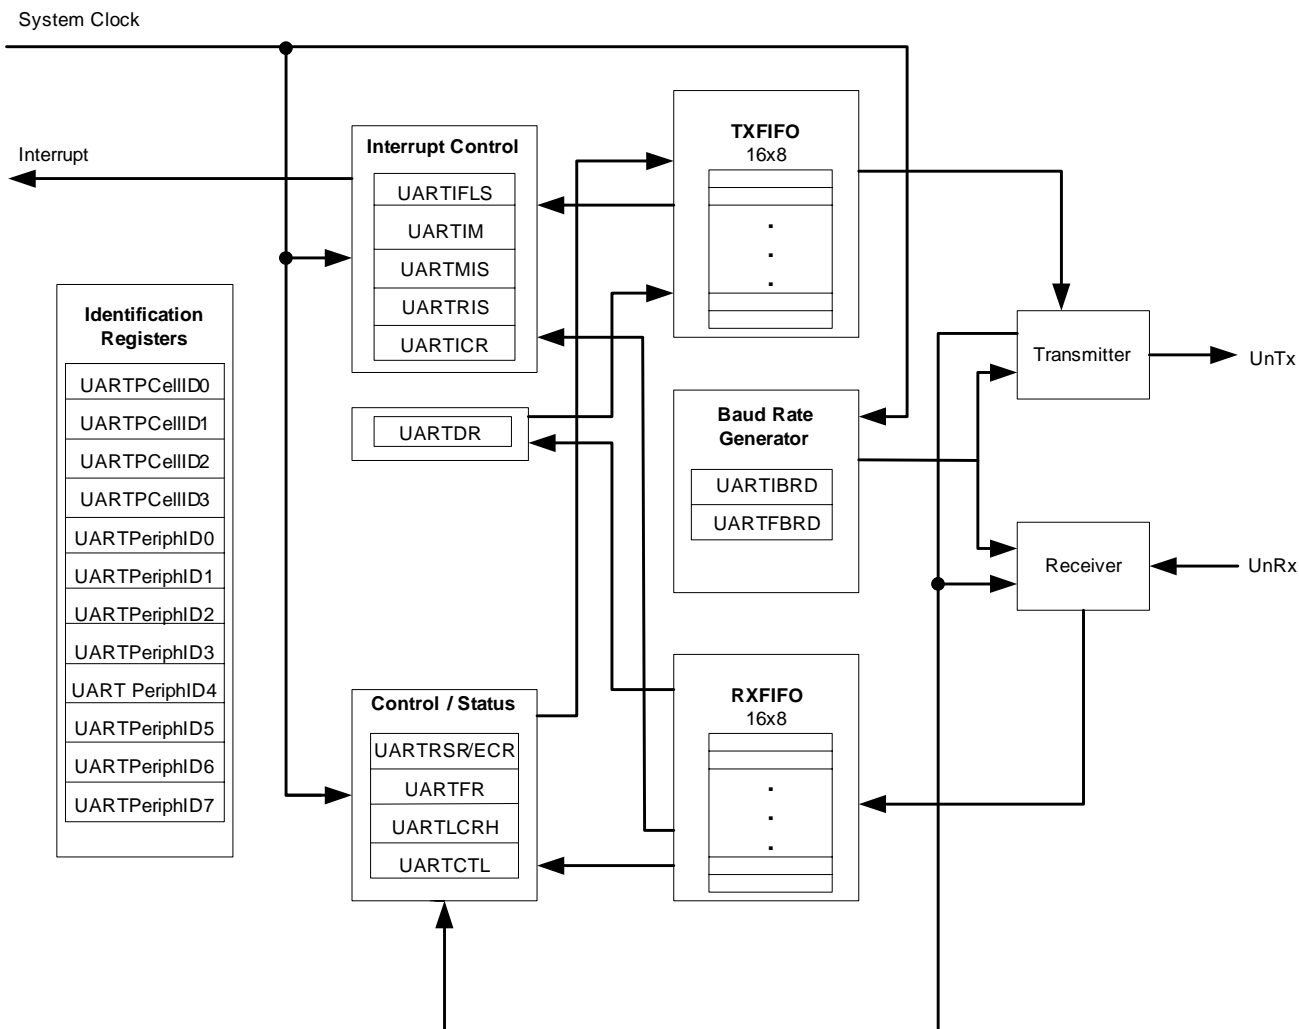 System Clock
Interrupt
Interrupt Control
UARTIFLS
UARTIM
UARTMIS
UARTRIS
UARTICR
TXFIFO
16x8
.
.
.
Identification
Registers
UARTPCellID0
UARTPCellID1
UARTPCellID2
UARTPCellID3
UARTPeriphID0
UARTPeriphID1
UARTPeriphID2
UARTPeriphID3
UART PeriphID4
UARTPeriphID5
UARTPeriphID6
UARTPeriphID7
UARTDR
Baud Rate
Generator
UARTIBRD
UARTFBRD
Transmitter
UnTx
Receiver
UnRx
Control / Status
UARTRSR/ECR
UARTFR
UARTLCRH
UARTCTL
RXFIFO
16x8
.
.
.